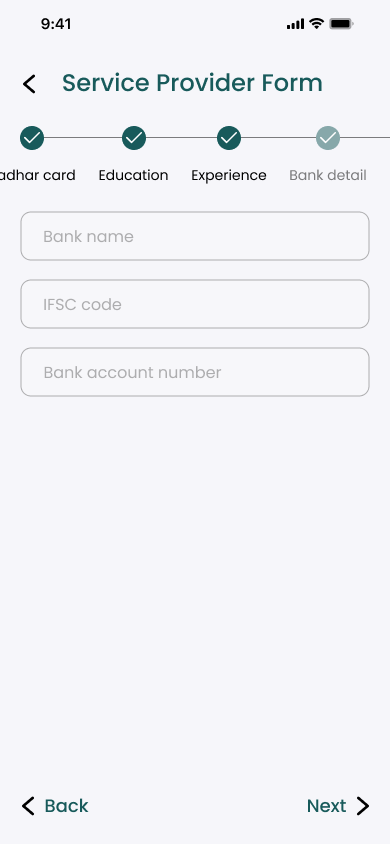 9:41
Service Provider Form
adhar card Education Experience Bank detail
Bank name
IFSC code
Bank account number
Back Next